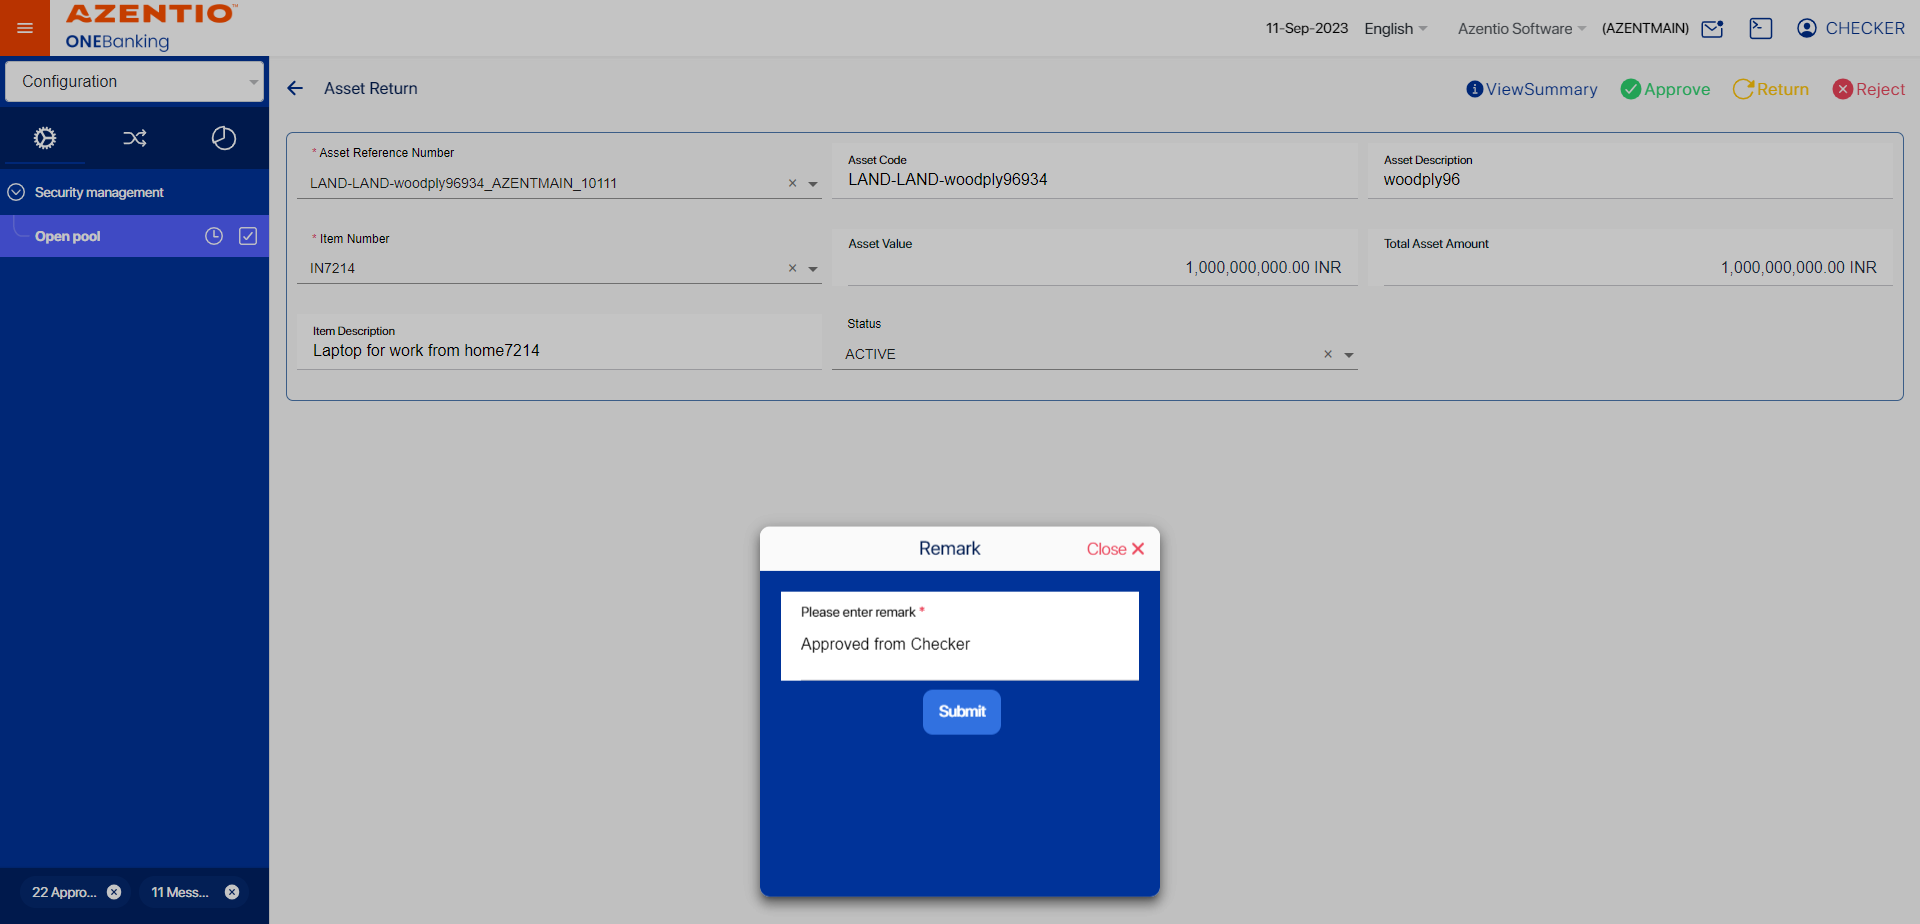 AZENTIO™
ONEBanking
11-Sep-2023 English Azentio Software (AZENTMAIN) CHECKER
Configuration
Security management
Open pool
22 Appro...
11 Mess...
Asset Return
ViewSummary Approve Return Reject
* Asset Reference Number
LAND-LAND-woodply96934_AZENTMAIN_10111
Asset Code
LAND-LAND-woodply96934
Asset Description
woodply96
* Item Number
IN7214
Asset Value
1,000,000,000.00 INR
Total Asset Amount
1,000,000,000.00 INR
Item Description
Laptop for work from home7214
Status
ACTIVE
Remark
Close
Please enter remark *
Approved from Checker
Submit